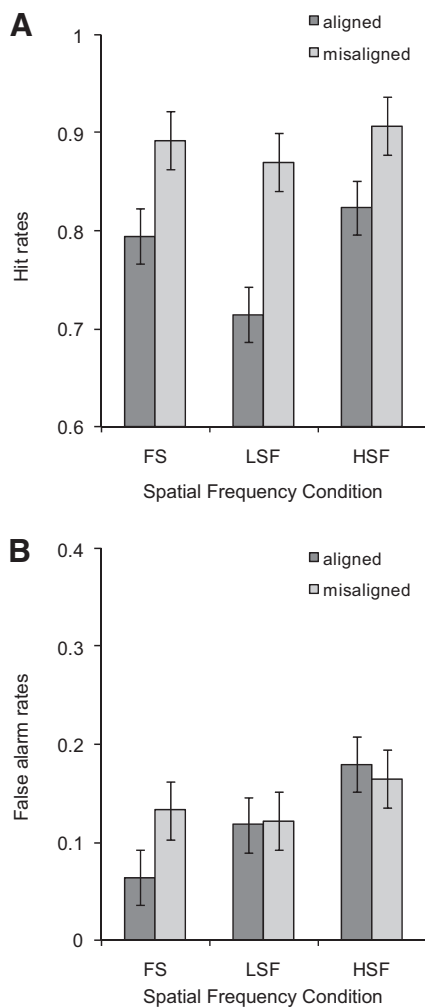 A
aligned
misaligned
1
0.9
0.8
0.7
0.6
Hit rates
FS LSF HSF
Spatial Frequency Condition
B
aligned
misaligned
0.4
0.3
0.2
0.1
0
False alarm rates
FS LSF HSF
Spatial Frequency Condition